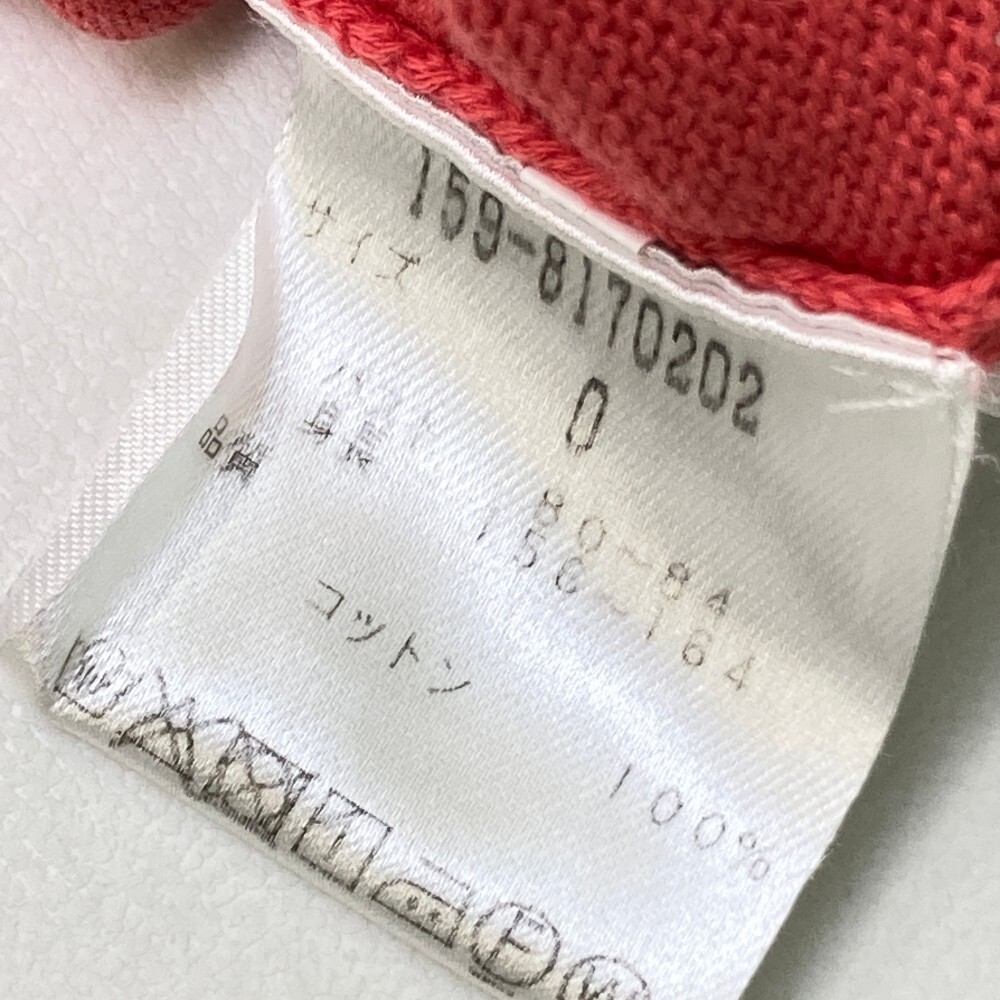 159-8170202
サイズ 0
バスト 80-84
身長 156-164
品質
コットン 100%